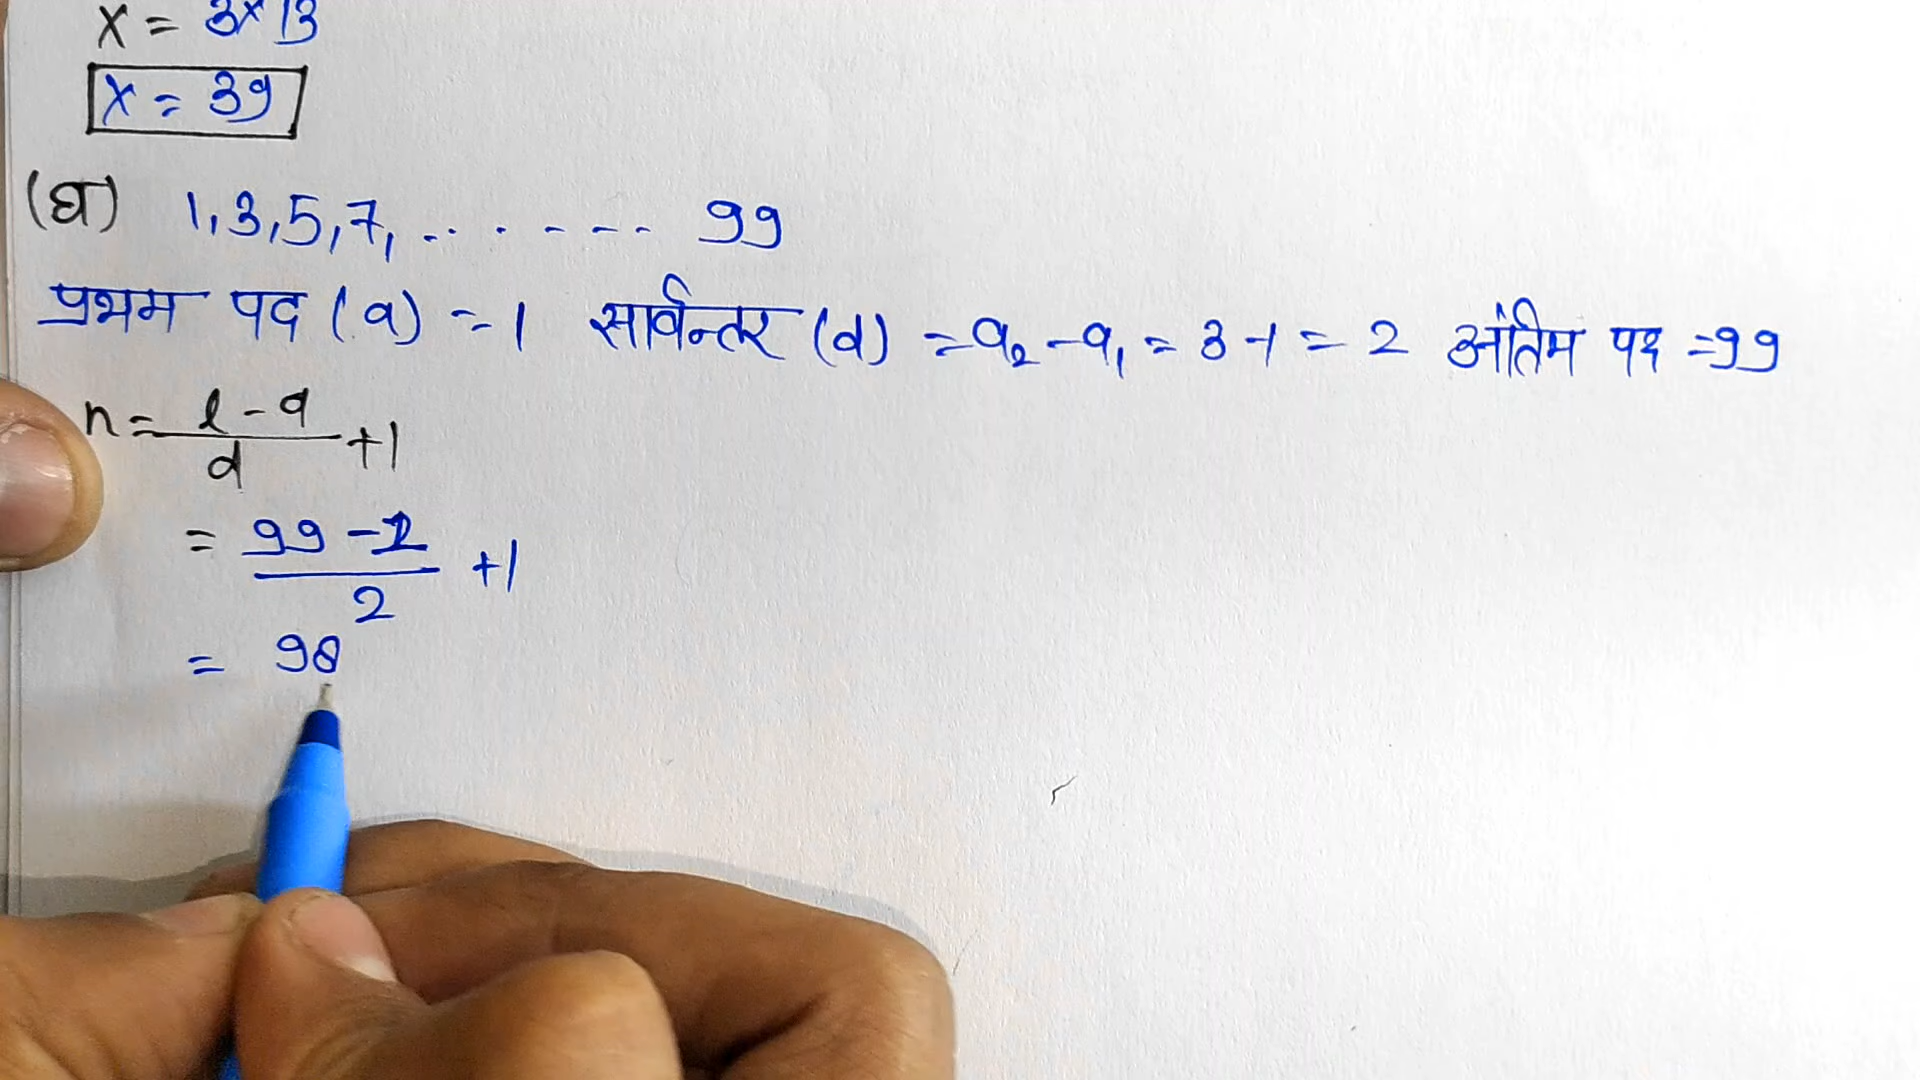 x = 3×13
x = 39
(घ) 1,3,5,7, ........ 99
प्रथम पद (a) = 1 सार्वन्तर (d) = a₂ - a₁ = 3 - 1 = 2 अंतिम पद = 99
n = (l - a)/d + 1
= (99 - 1)/2 + 1
= 98